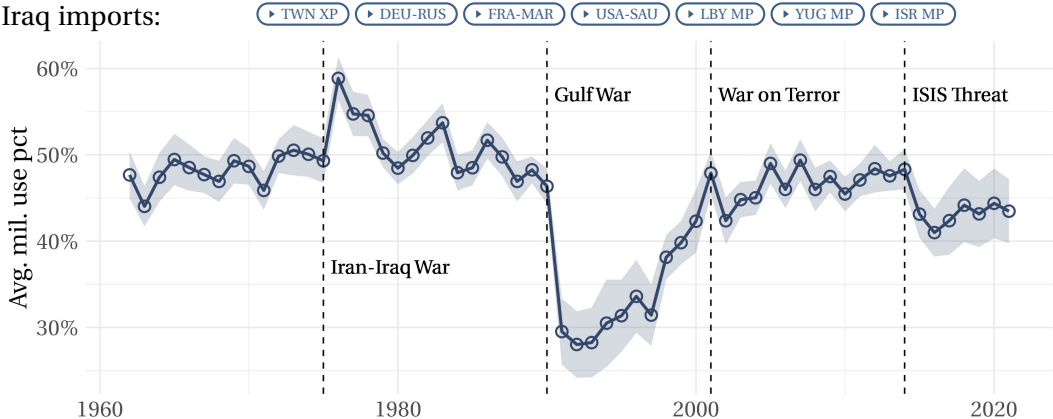 Iraq imports:
TWN XP
DEU-RUS
FRA-MAR
USA-SAU
LBY MP
YUG MP
ISR MP
Avg. mil. use pct
60%
50%
40%
30%
Gulf War
War on Terror
ISIS Threat
Iran-Iraq War
1960
1980
2000
2020